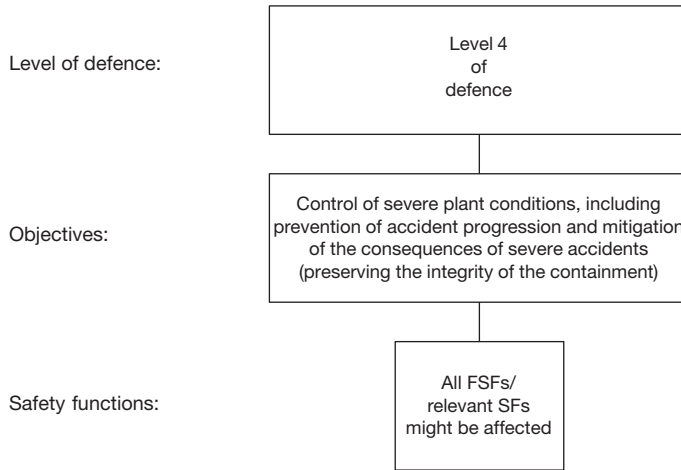 Level of defence:
Level 4
of
defence
Objectives:
Control of severe plant conditions, including
prevention of accident progression and mitigation
of the consequences of severe accidents
(preserving the integrity of the containment)
Safety functions:
All FSFs/
relevant SFs
might be affected